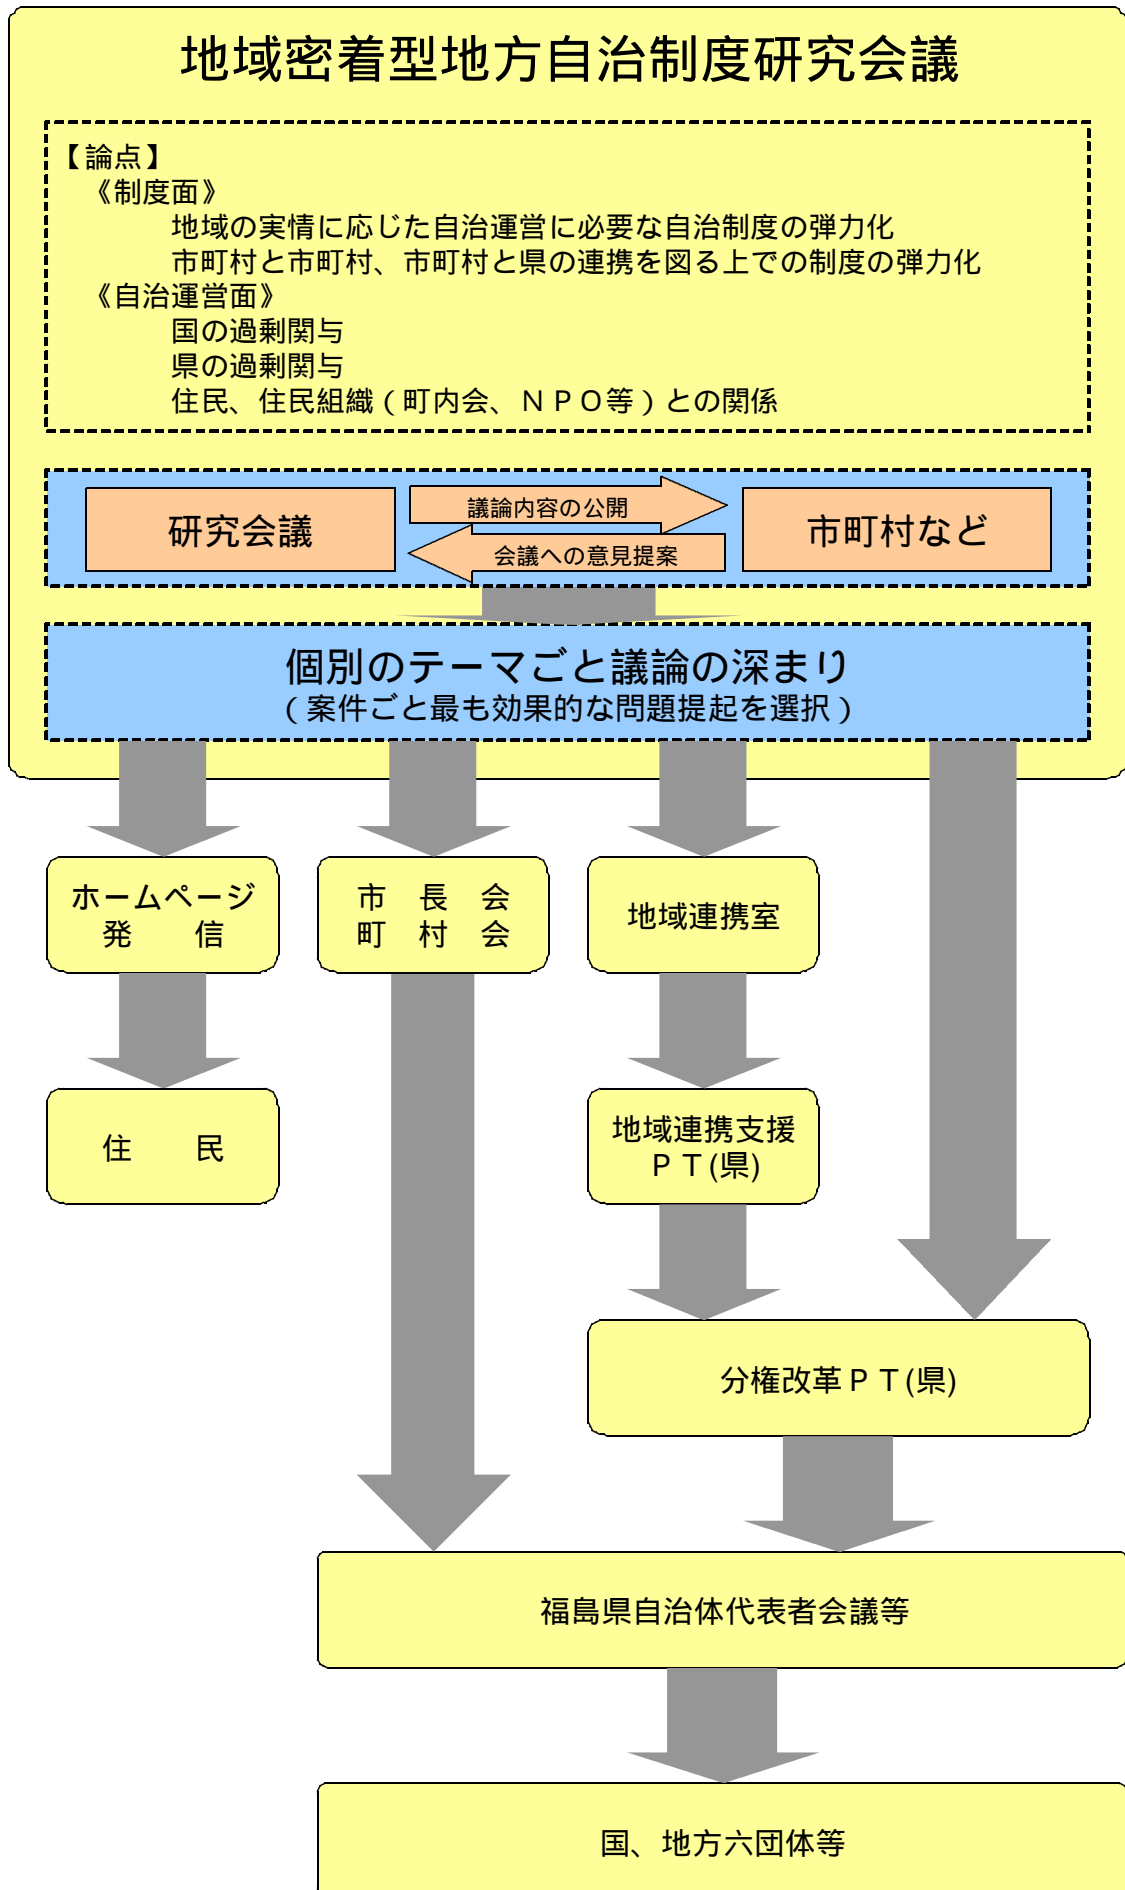 地域密着型地方自治制度研究会議
【論点】
《制度面》
地域の実情に応じた自治運営に必要な自治制度の弾力化
市町村と市町村、市町村と県の連携を図る上での制度の弾力化
《自治運営面》
国の過剰関与
県の過剰関与
住民、住民組織(町内会、ＮＰＯ等)との関係
研究会議
議論内容の公開
会議への意見提案
市町村など
個別のテーマごと議論の深まり
(案件ごと最も効果的な問題提起を選択)
ホームページ
発　　信
市　長　会
町　村　会
地域連携室
住　　民
地域連携支援
ＰＴ(県)
分権改革ＰＴ(県)
福島県自治体代表者会議等
国、地方六団体等